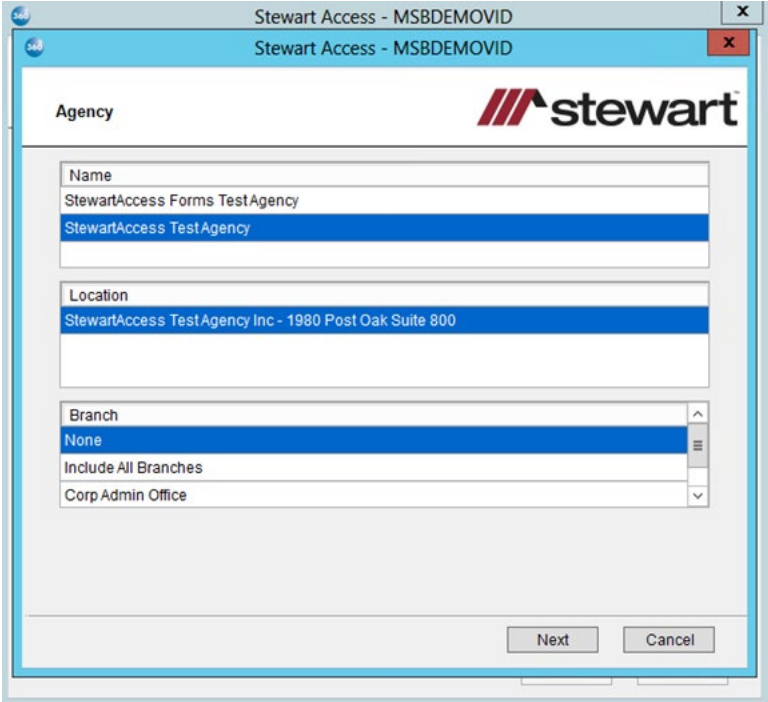 Stewart Access - MSBDEMOVID
x
360
Stewart Access - MSBDEMOVID
x
Agency
stewart
Name
StewartAccess Forms Test Agency
StewartAccess Test Agency
Location
StewartAccess Test Agency Inc - 1980 Post Oak Suite 800
Branch
None
Include All Branches
Corp Admin Office
Next
Cancel